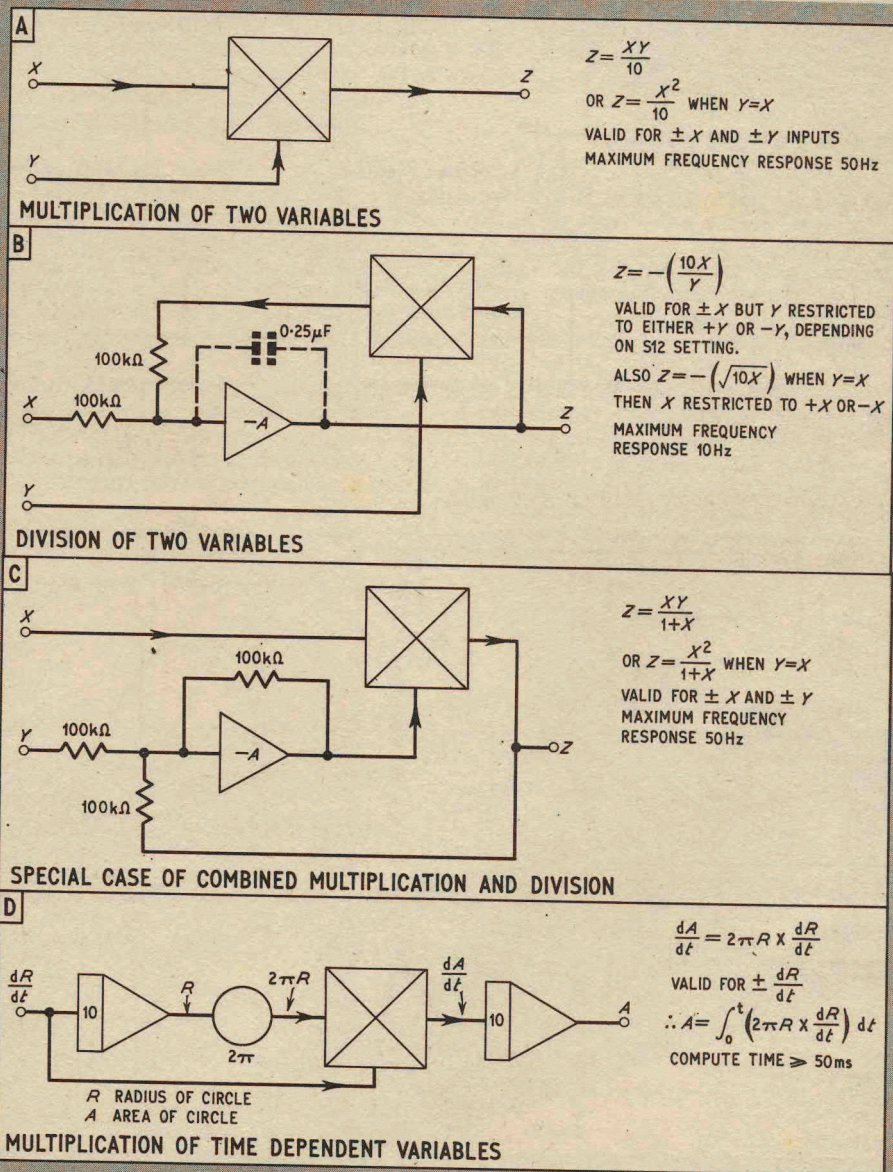 A
X
Y
Z
Z = XY/10
OR Z = X²/10 WHEN Y=X
VALID FOR ±X AND ±Y INPUTS
MAXIMUM FREQUENCY RESPONSE 50Hz
MULTIPLICATION OF TWO VARIABLES
B
100kΩ
0·25μF
X
100kΩ
-A
Z
Y
Z = -(10X/Y)
VALID FOR ±X BUT Y RESTRICTED
TO EITHER +Y OR -Y, DEPENDING
ON S12 SETTING.
ALSO Z = -(√10X) WHEN Y=X
THEN X RESTRICTED TO +X OR -X
MAXIMUM FREQUENCY
RESPONSE 10Hz
DIVISION OF TWO VARIABLES
C
X
100kΩ
Y
100kΩ
-A
Z
100kΩ
Z = XY/1+X
OR Z = X²/1+X WHEN Y=X
VALID FOR ± X AND ± Y
MAXIMUM FREQUENCY
RESPONSE 50Hz
SPECIAL CASE OF COMBINED MULTIPLICATION AND DIVISION
D
dR/dt
10
R
2π
2πR
dA/dt
10
A
R RADIUS OF CIRCLE
A AREA OF CIRCLE
dA/dt = 2πR X dR/dt
VALID FOR ± dR/dt
∴ A = ∫₀ᵗ (2πR X dR/dt) dt
COMPUTE TIME ⩾ 50ms
MULTIPLICATION OF TIME DEPENDENT VARIABLES